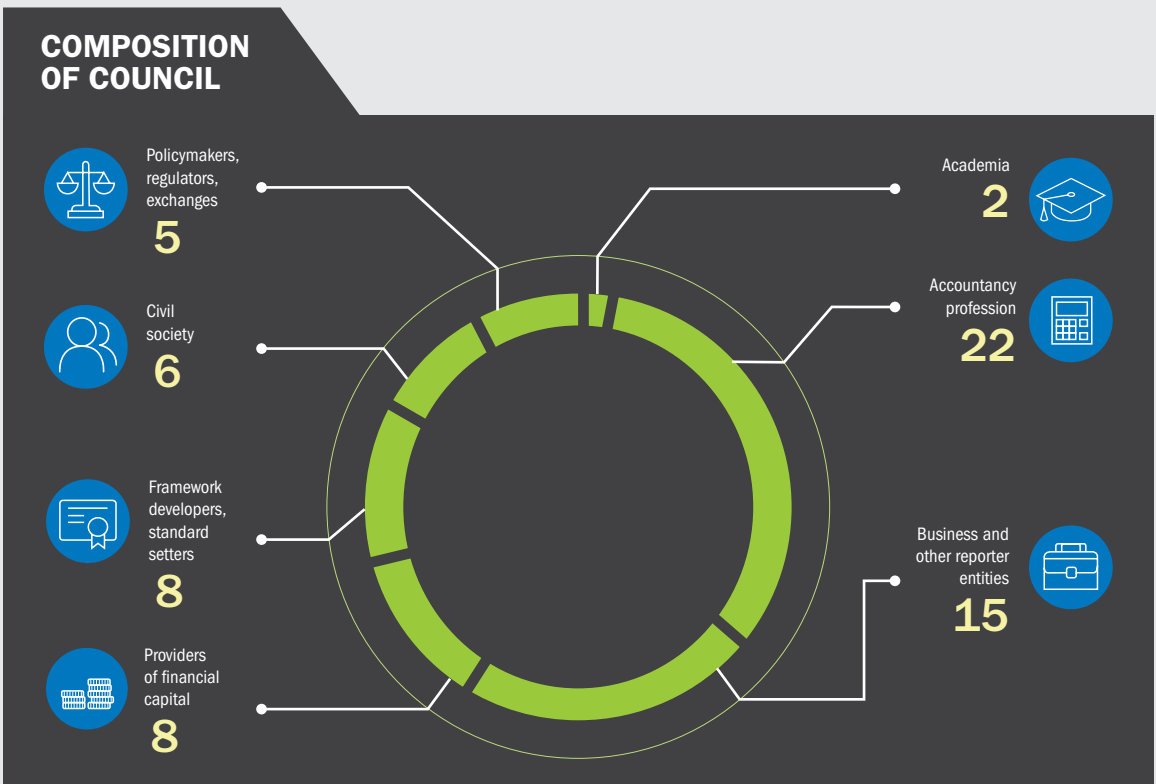 COMPOSITION
OF COUNCIL
Policymakers,
regulators,
exchanges
5
Civil
society
6
Framework
developers,
standard
setters
8
Providers
of financial
capital
8
Academia
2
Accountancy
profession
22
Business and
other reporter
entities
15